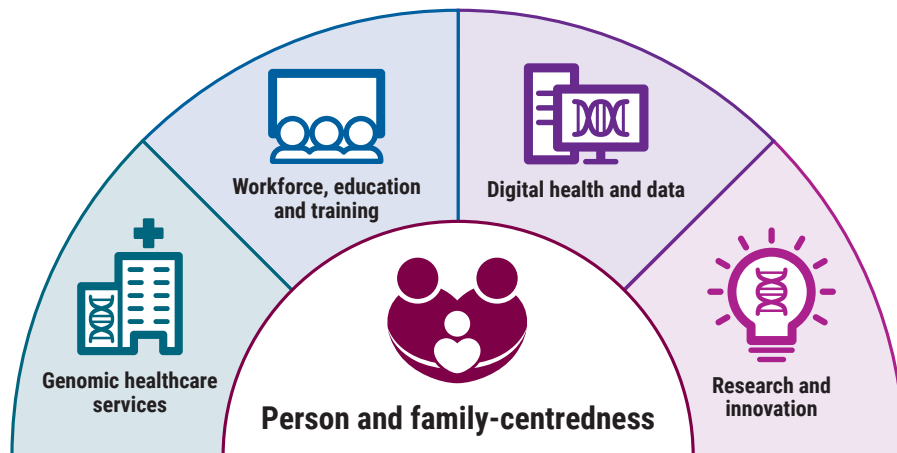 Workforce, education
and training
Digital health and data
Genomic healthcare
services
Research and
innovation
Person and family-centredness